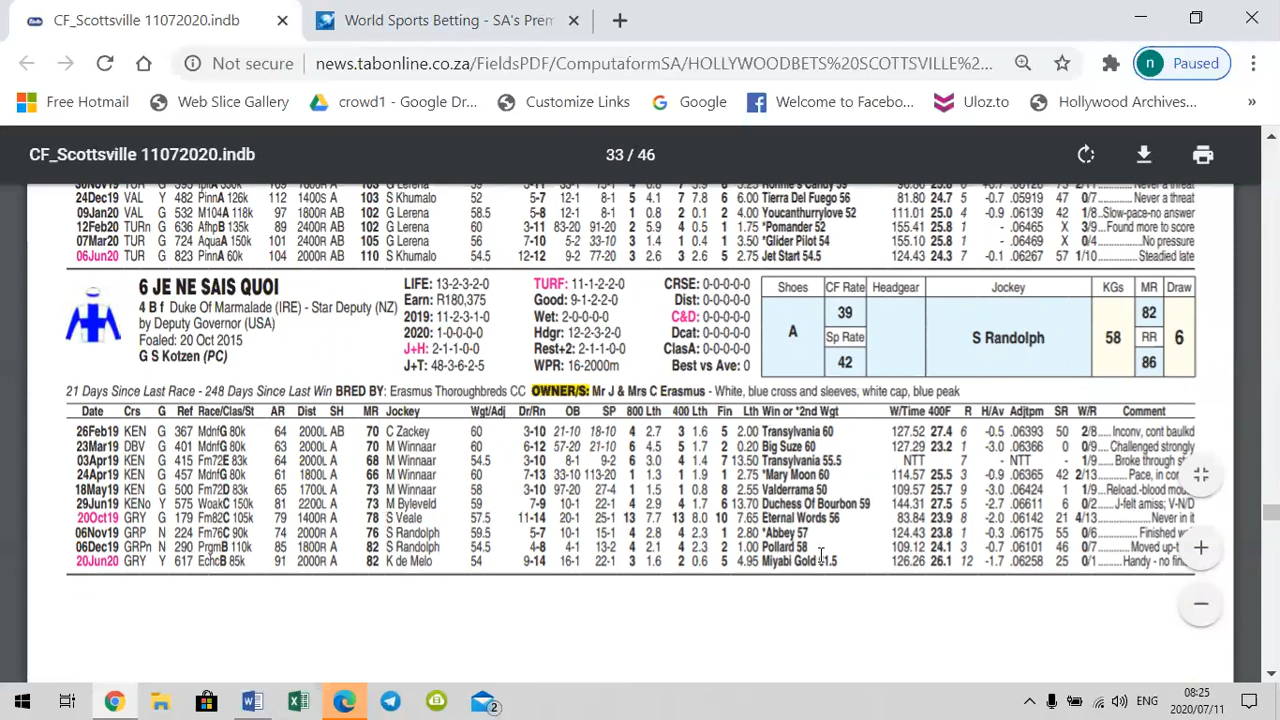 CF_Scottsville 11072020.indb
World Sports Betting - SA's Prem
Not secure news.tabonline.co.za/FieldsPDF/ComputaformSA/HOLLYWOODBETS%20SCOTTSVILLE%2... n Paused
Free Hotmail Web Slice Gallery crowd1 - Google Dr... Customize Links Google Welcome to Facebo... Uloz.to Hollywood Archives... »
CF_Scottsville 11072020.indb 33 / 46
24Dec19 VAL Y 482 PinnA 126k 112 1400S A 103 S Khumalo 52 5-7 12-1 8-1 5 4.1 7 7.8 6 6.00 Tierra Del Fuego 56 81.80 24.7 5 -0.7 .05919 47 0/7 Never a threat
09Jan20 VAL G 532 M104A 118k 97 1800R AB 102 G Lerena 58.5 5-8 12-1 8-1 1 0.8 2 0.1 2 4.00 Youcanthurrylove 52 111.01 25.0 4 -0.9 .06139 42 1/8 Slow-pace-no answer
12Feb20 TURn G 636 AfhpB 135k 89 2400R AB 102 G Lerena 60 3-11 83-20 91-20 2 5.9 4 0.5 1 1.75 *Pomander 52 155.41 25.8 1 - .06465 X 3/9 Found more to score
07Mar20 TUR G 724 AquaA 150k 101 2400R AB 105 G Lerena 56 7-10 5-2 33-10 3 1.4 1 0.4 1 3.50 *Glider Pilot 54 155.10 25.8 1 - .06469 X 0/4 No pressure
06Jun20 TUR G 823 PinnA 60k 104 2000R AB 110 S Khumalo 54.5 12-12 9-2 77-20 3 2.6 3 2.6 5 2.75 Jet Start 54.5 124.43 24.3 7 -0.1 .06267 57 1/10 Steadied late
6 JE NE SAIS QUOI
4 B f Duke Of Marmalade (IRE) - Star Deputy (NZ)
by Deputy Governor (USA)
Foaled: 20 Oct 2015
G S Kotzen (PC)
LIFE: 13-2-3-2-0 TURF: 11-1-2-2-0 CRSE: 0-0-0-0-0
Earn: R180,375 Good: 9-1-2-2-0 Dist: 0-0-0-0-0
2019: 11-2-3-1-0 Wet: 2-0-0-0-0 C&D: 0-0-0-0-0
2020: 1-0-0-0-0 Hdgr: 12-2-3-2-0 Dcat: 0-0-0-0-0
J+H: 2-1-1-0-0 Rest+2: 2-1-1-0-0 ClasA: 0-0-0-0-0
J+T: 48-3-6-2-5 WPR: 16-2000m Best vs Ave: 0
Shoes CF Rate Headgear Jockey KGs MR Draw
A 39 Sp Rate 42 S Randolph 58 82 RR 86 6
21 Days Since Last Race - 248 Days Since Last Win BRED BY: Erasmus Thoroughbreds CC OWNER/S: Mr J & Mrs C Erasmus - White, blue cross and sleeves, white cap, blue peak
Date Crs G Ref Race/Clas/St AR Dist SH MR Jockey Wgt/Adj Dr/Rn OB SP 800 Lth 400 Lth Fin Lth Win or *2nd Wgt W/Time 400F R H/Av Adjtpm SR W/R Comment
26Feb19 KEN G 367 MdnfG 80k 64 2000L AB 70 C Zackey 60 3-10 21-10 18-10 4 2.7 3 1.6 5 2.00 Transylvania 60 127.52 27.4 6 -0.5 .06393 50 2/8 Inconv, cont baulkd
23Mar19 DBV G 401 MdnfG 80k 64 2000L A 70 M Winnaar 60 6-12 57-20 21-10 6 4.5 5 1.7 2 0.20 Big Suze 60 127.29 23.2 1 -3.0 .06366 0 0/9 Challenged strongly
03Apr19 KEN G 415 Fm72E 83k 64 2000L A 68 M Winnaar 54.5 3-10 8-1 9-2 6 3.0 4 1.4 7 13.50 Transylvania 55.5 NTT 7 - NTT - 1/9 Broke through s
24Apr19 KEN G 457 MdnfG 80k 61 1800L A 66 M Winnaar 60 7-13 33-10 113-20 1 1.3 1 1.9 1 2.75 *Mary Moon 60 114.57 25.5 3 -0.9 .06365 42 2/13 Pace, in co
18May19 KEN G 500 Fm72D 83k 65 1700L A 73 M Winnaar 58 3-10 97-20 27-4 1 1.5 1 0.8 8 2.55 Valderrama 50 109.57 25.7 9 -3.0 .06424 1 1/9 Reload.-blood mo
29Jun19 KENo Y 575 WoakC 150k 81 2200L A 73 M Byleveld 59 7-9 10-1 22-1 4 2.9 4 1.7 6 13.70 Duchess Of Bourbon 59 144.31 27.5 5 -2.7 .06611 6 0/2 J-felt amiss; V-N/D
20Oct19 GRY G 179 Fm82C 105k 79 1400R A 78 S Veale 57.5 11-14 20-1 25-1 13 7.7 13 8.0 10 7.65 Eternal Words 56 83.84 23.9 8 -2.0 .06142 21 4/13 Never in it
06Nov19 GRP N 224 Fm76C 90k 74 2000R A 76 S Randolph 59.5 5-7 10-1 15-1 4 2.8 4 2.3 1 2.80 *Abbey 57 124.43 23.8 1 -0.3 .06175 55 0/6 Finished w
06Dec19 GRPn N 290 PrgmB 110k 85 1800R A 82 S Randolph 54.5 4-8 4-1 13-2 4 2.1 4 2.3 2 1.00 Pollard 58 109.12 24.1 3 -0.7 .06101 46 0/7 Moved up-t
20Jun20 GRY Y 617 EchcB 85k 91 2000R A 82 K de Melo 54 9-14 16-1 22-1 3 1.6 2 0.6 5 4.95 Miyabi Gold 126.26 26.1 12 -1.7 .06258 25 0/1 Handy - no fin
ENG 08:25
2020/07/11
2